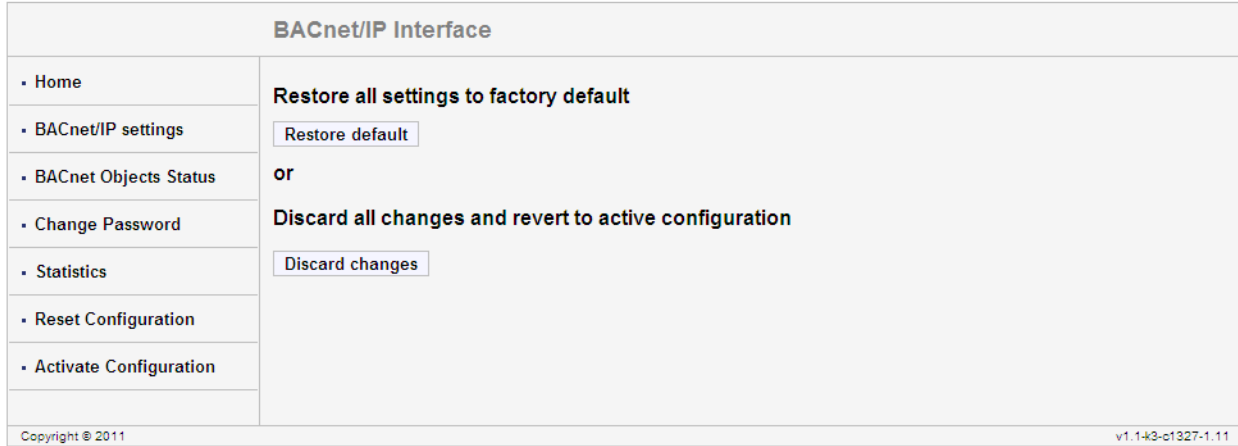 BACnet/IP Interface
Home
BACnet/IP settings
BACnet Objects Status
Change Password
Statistics
Reset Configuration
Activate Configuration
Restore all settings to factory default
Restore default
or
Discard all changes and revert to active configuration
Discard changes
Copyright © 2011
v1.1-k3-c1327-1.11